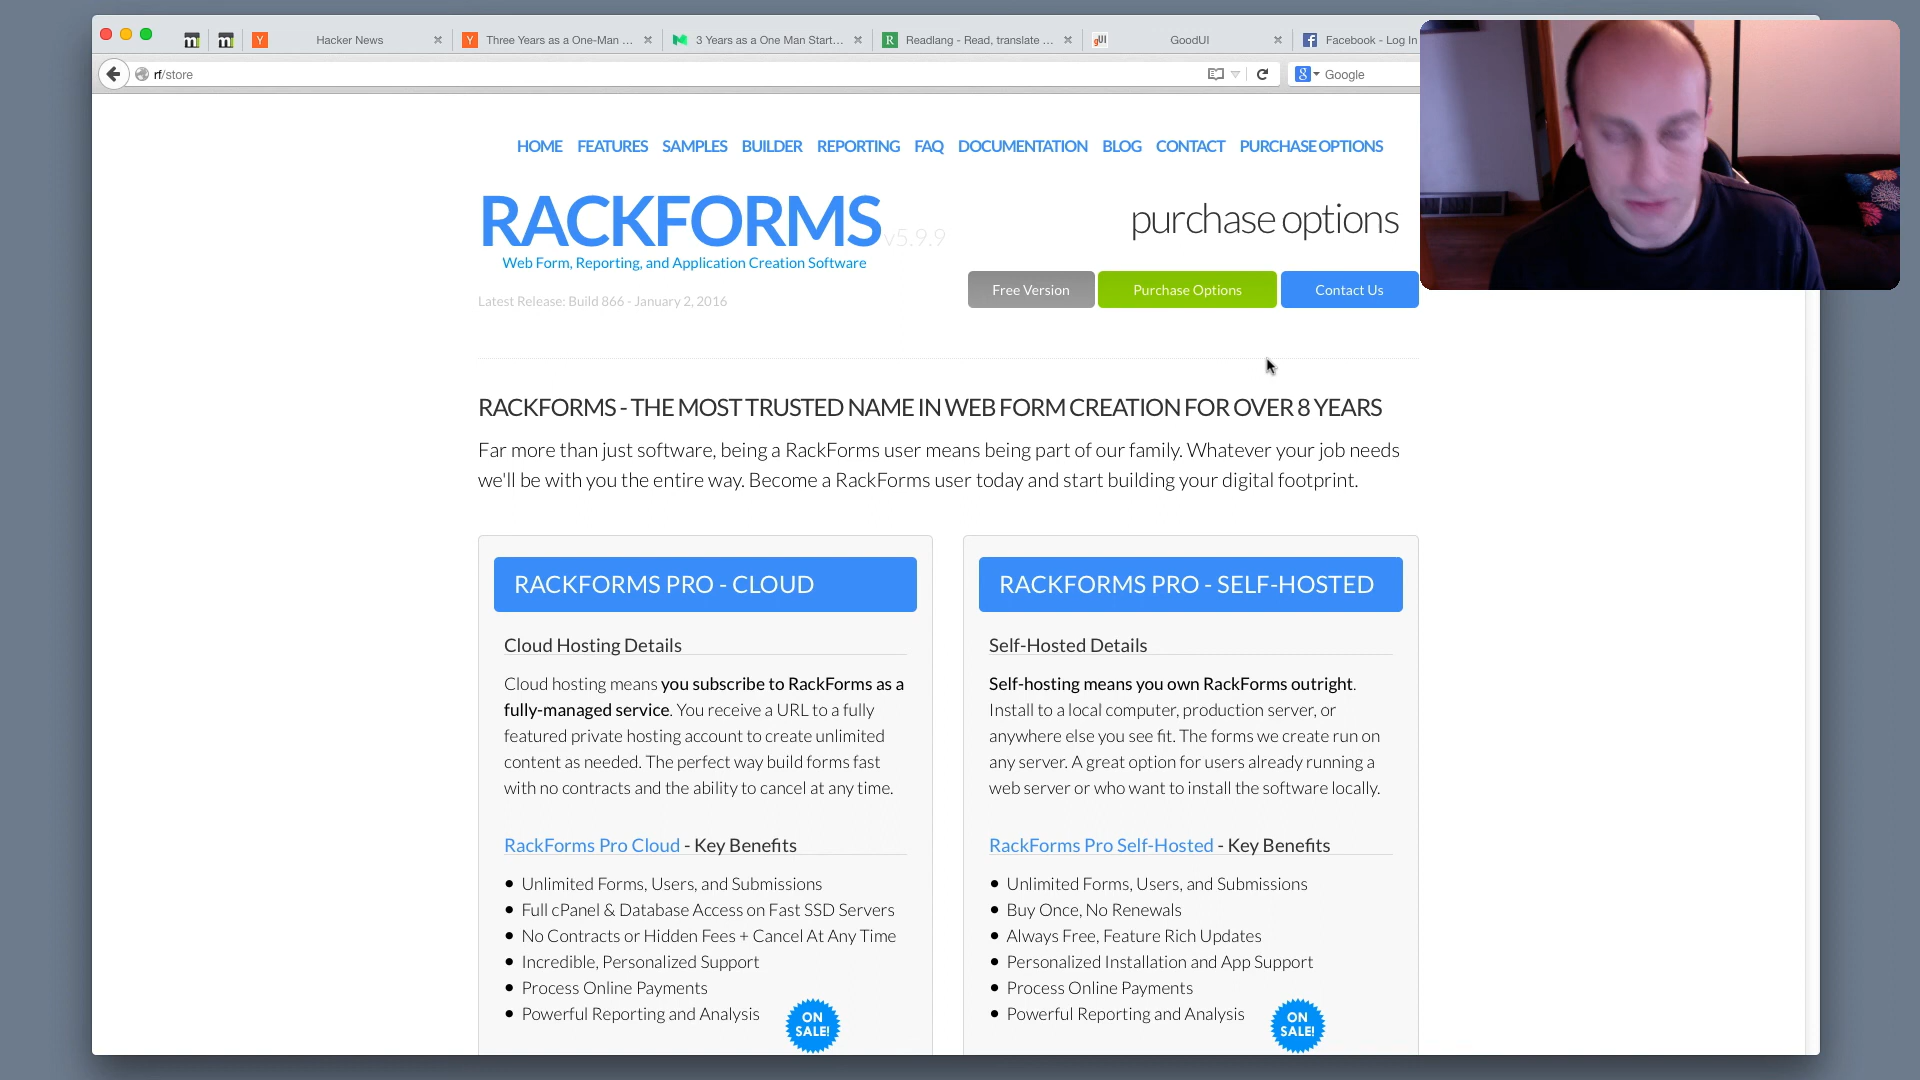 Hacker News
Three Years as a One-Man ...
3 Years as a One Man Start...
Readlang - Read, translate ...
GoodUI
Facebook - Log In
rf/store
Google
HOME FEATURES SAMPLES BUILDER REPORTING FAQ DOCUMENTATION BLOG CONTACT PURCHASE OPTIONS
RACKFORMS v5.9.9
Web Form, Reporting, and Application Creation Software
Latest Release: Build 866 - January 2, 2016
purchase options
Free Version
Purchase Options
Contact Us
RACKFORMS - THE MOST TRUSTED NAME IN WEB FORM CREATION FOR OVER 8 YEARS
Far more than just software, being a RackForms user means being part of our family. Whatever your job needs
we'll be with you the entire way. Become a RackForms user today and start building your digital footprint.
RACKFORMS PRO - CLOUD
Cloud Hosting Details
Cloud hosting means you subscribe to RackForms as a
fully-managed service. You receive a URL to a fully
featured private hosting account to create unlimited
content as needed. The perfect way build forms fast
with no contracts and the ability to cancel at any time.
RackForms Pro Cloud - Key Benefits
• Unlimited Forms, Users, and Submissions
• Full cPanel & Database Access on Fast SSD Servers
• No Contracts or Hidden Fees + Cancel At Any Time
• Incredible, Personalized Support
• Process Online Payments
• Powerful Reporting and Analysis
ON
SALE!
RACKFORMS PRO - SELF-HOSTED
Self-Hosted Details
Self-hosting means you own RackForms outright.
Install to a local computer, production server, or
anywhere else you see fit. The forms we create run on
any server. A great option for users already running a
web server or who want to install the software locally.
RackForms Pro Self-Hosted - Key Benefits
• Unlimited Forms, Users, and Submissions
• Buy Once, No Renewals
• Always Free, Feature Rich Updates
• Personalized Installation and App Support
• Process Online Payments
• Powerful Reporting and Analysis
ON
SALE!